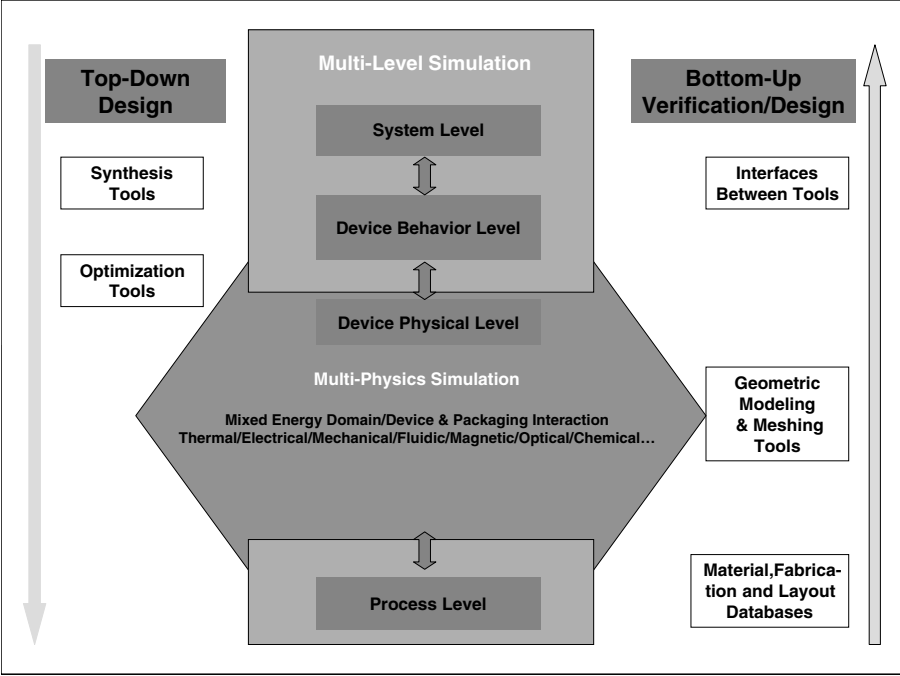 Top-Down
Design
Synthesis
Tools
Optimization
Tools
Multi-Level Simulation
System Level
Device Behavior Level
Device Physical Level
Multi-Physics Simulation
Mixed Energy Domain/Device & Packaging Interaction
Thermal/Electrical/Mechanical/Fluidic/Magnetic/Optical/Chemical…
Process Level
Bottom-Up
Verification/Design
Interfaces
Between Tools
Geometric
Modeling
& Meshing
Tools
Material,Fabrica-
tion and Layout
Databases